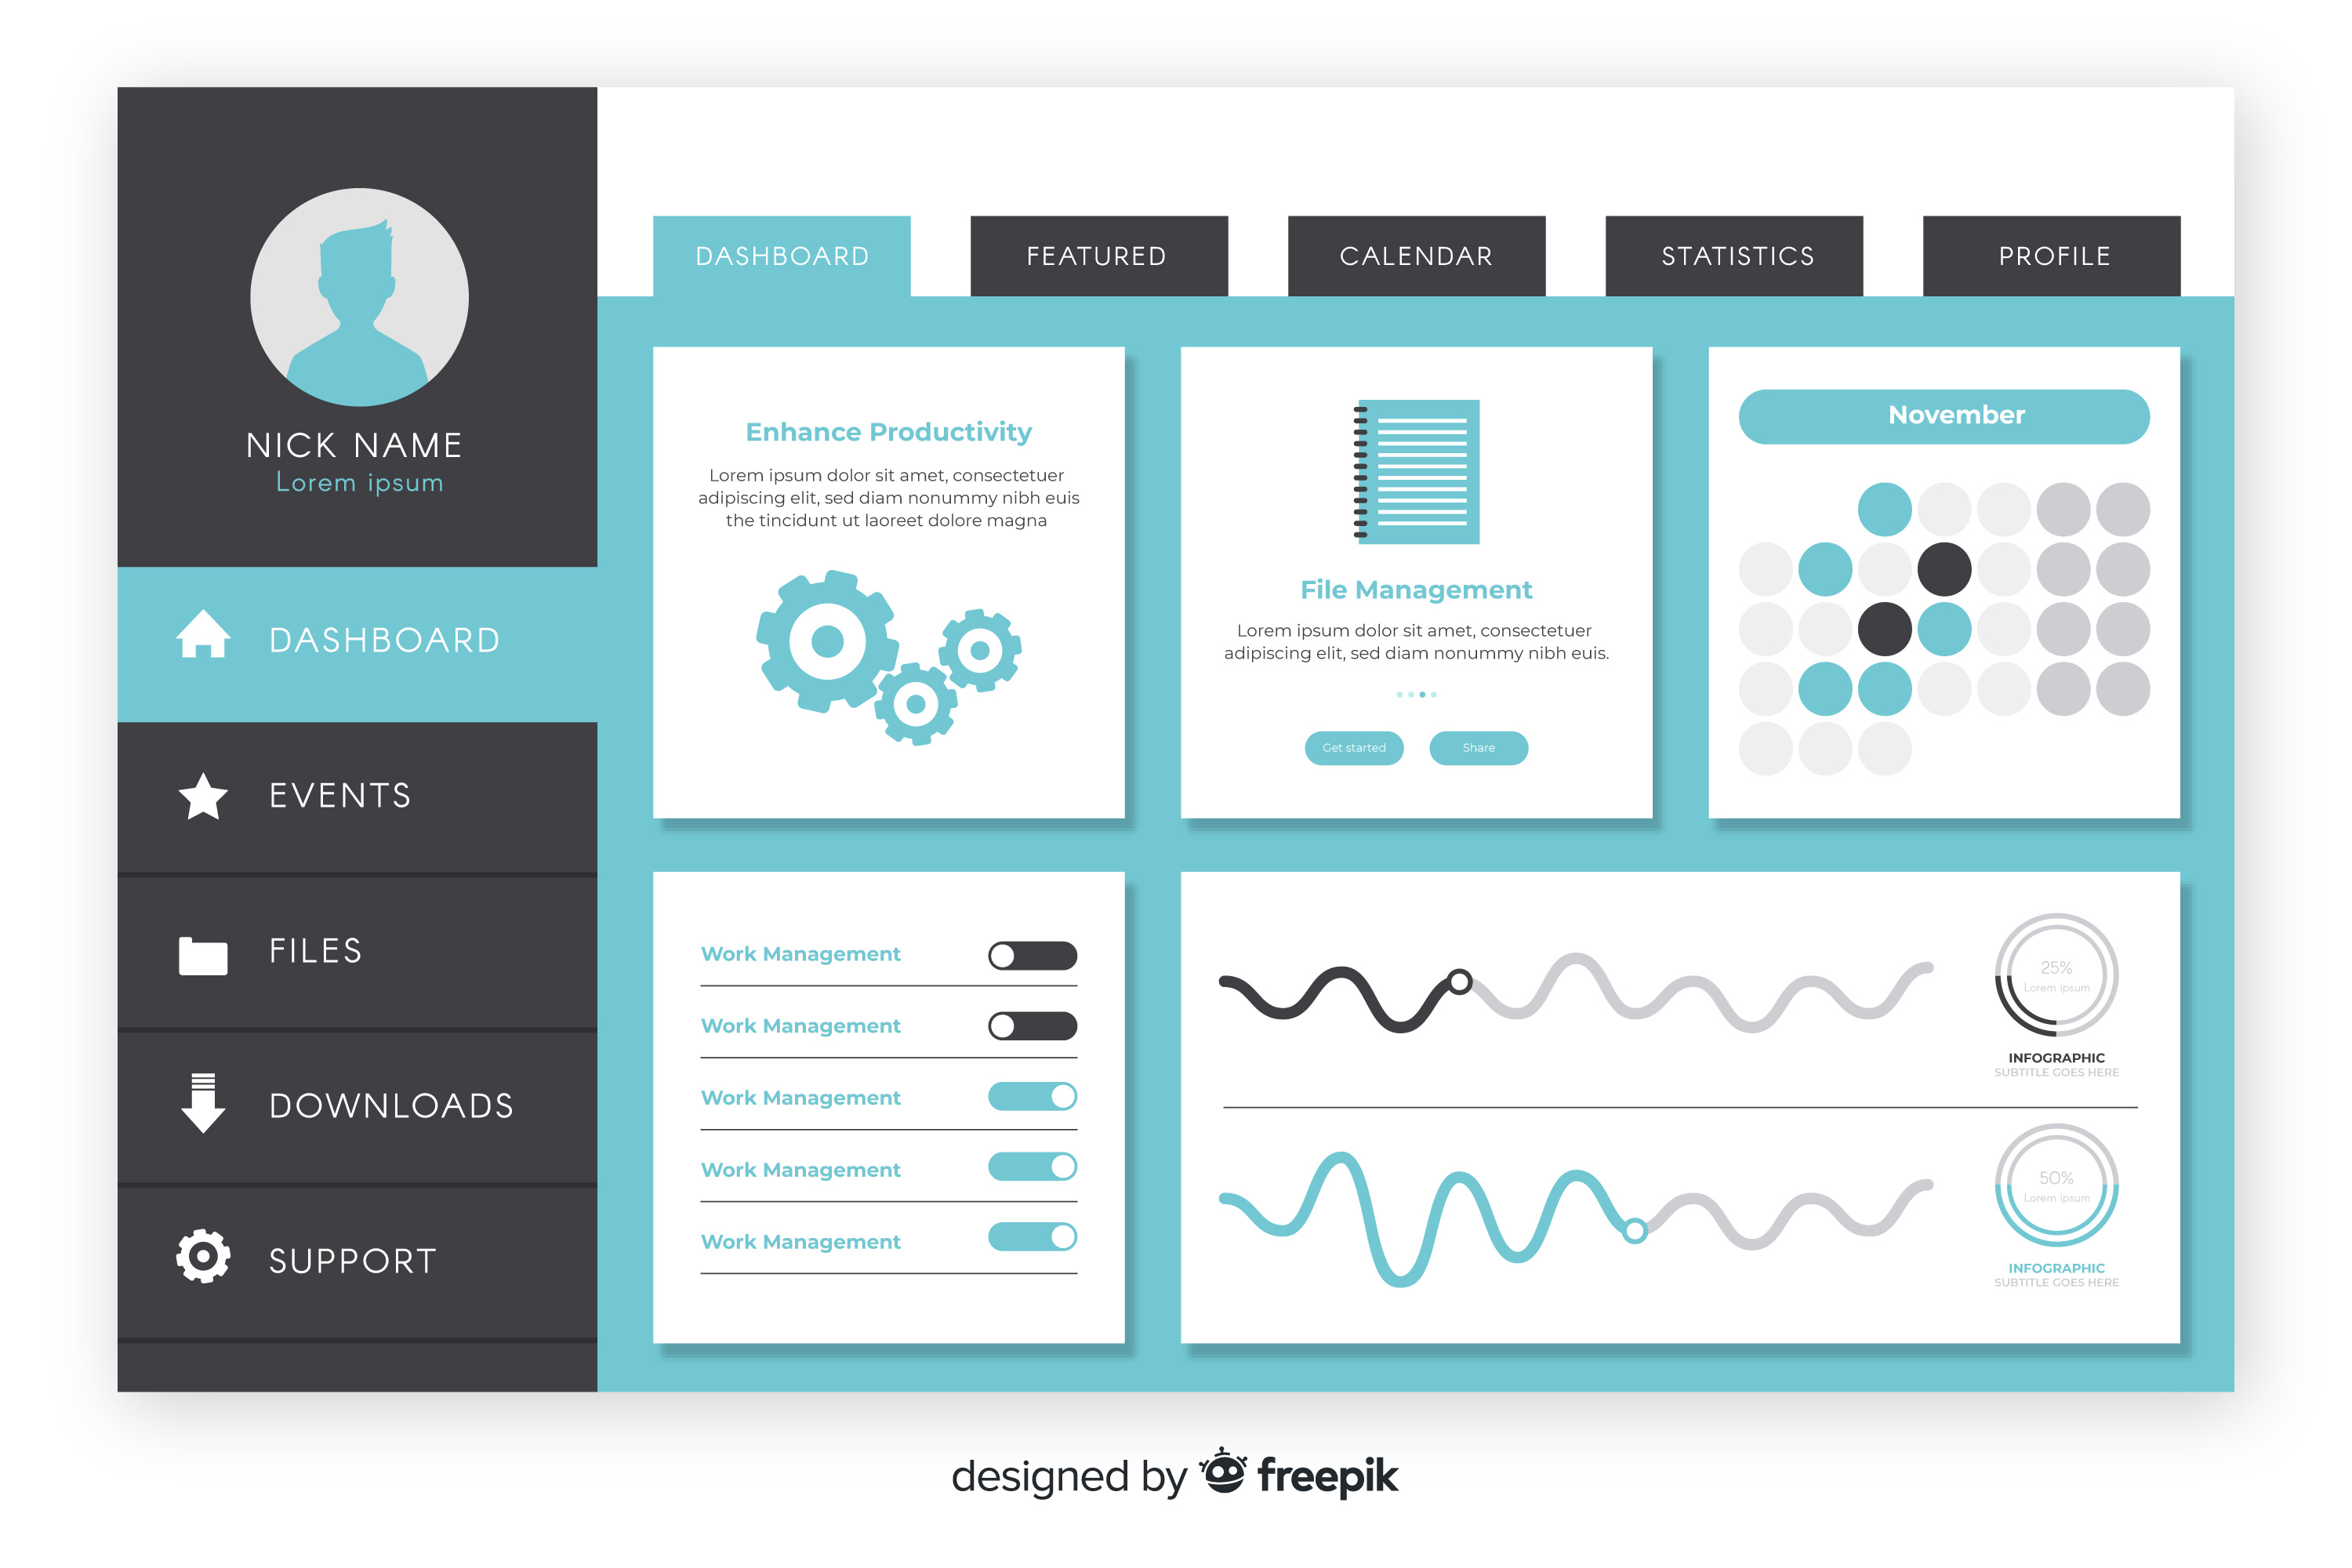 NICK NAME
Lorem ipsum
DASHBOARD
EVENTS
FILES
DOWNLOADS
SUPPORT
DASHBOARD
FEATURED
CALENDAR
STATISTICS
PROFILE
Enhance Productivity
Lorem ipsum dolor sit amet, consectetuer
adipiscing elit, sed diam nonummy nibh euis
the tincidunt ut laoreet dolore magna
File Management
Lorem ipsum dolor sit amet, consectetuer
adipiscing elit, sed diam nonummy nibh euis.
Get started
Share
November
Work Management
Work Management
Work Management
Work Management
Work Management
25%
Lorem ipsum
INFOGRAPHIC
SUBTITLE GOES HERE
50%
Lorem ipsum
INFOGRAPHIC
SUBTITLE GOES HERE
designed by freepik